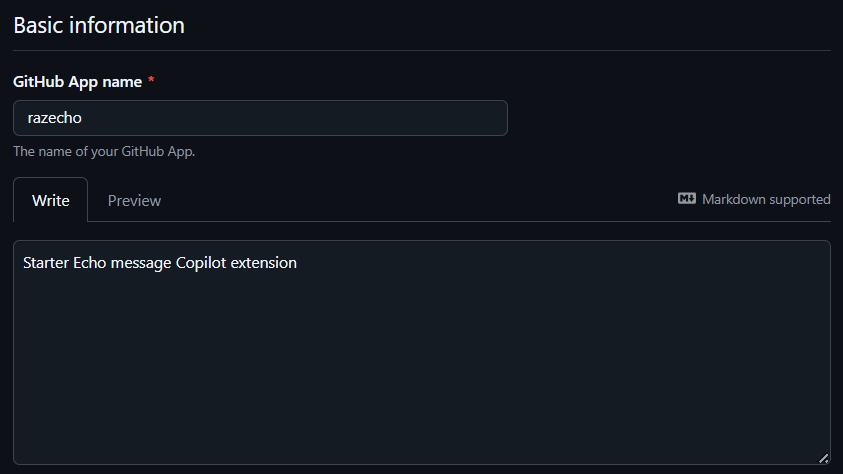 Basic information
GitHub App name *
razecho
The name of your GitHub App.
Write Preview Markdown supported
Starter Echo message Copilot extension